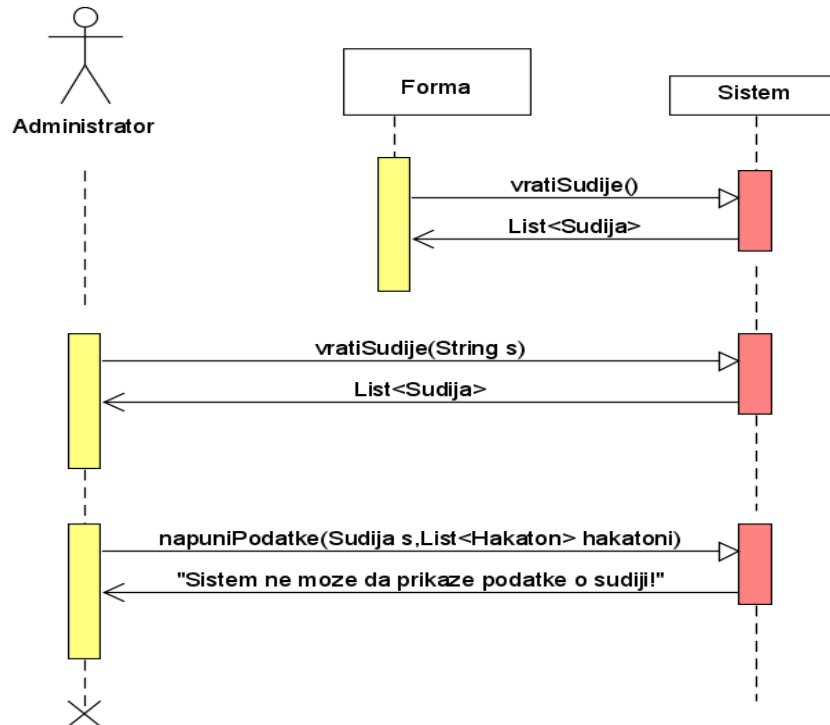 Administrator
Forma
Sistem
vratiSudije()
List<Sudija>
vratiSudije(String s)
List<Sudija>
napuniPodatke(Sudija s,List<Hakaton> hakatoni)
"Sistem ne moze da prikaze podatke o sudiji!"